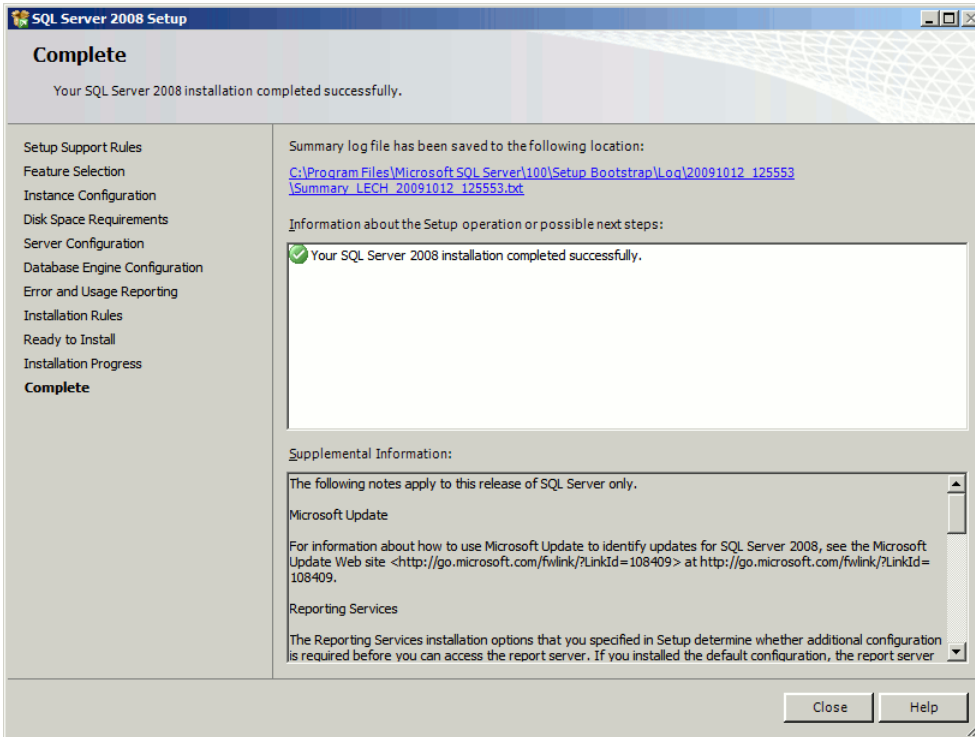 SQL Server 2008 Setup
Complete
Your SQL Server 2008 installation completed successfully.
Setup Support Rules
Feature Selection
Instance Configuration
Disk Space Requirements
Server Configuration
Database Engine Configuration
Error and Usage Reporting
Installation Rules
Ready to Install
Installation Progress
Complete
Summary log file has been saved to the following location:
C:\Program Files\Microsoft SQL Server\100\Setup Bootstrap\Log\20091012_125553
\Summary_LECH_20091012_125553.txt
Information about the Setup operation or possible next steps:
Your SQL Server 2008 installation completed successfully.
Supplemental Information:
The following notes apply to this release of SQL Server only.
Microsoft Update
For information about how to use Microsoft Update to identify updates for SQL Server 2008, see the Microsoft
Update Web site <http://go.microsoft.com/fwlink/?LinkId=108409> at http://go.microsoft.com/fwlink/?LinkId=
108409.
Reporting Services
The Reporting Services installation options that you specified in Setup determine whether additional configuration
is required before you can access the report server. If you installed the default configuration, the report server
Close
Help